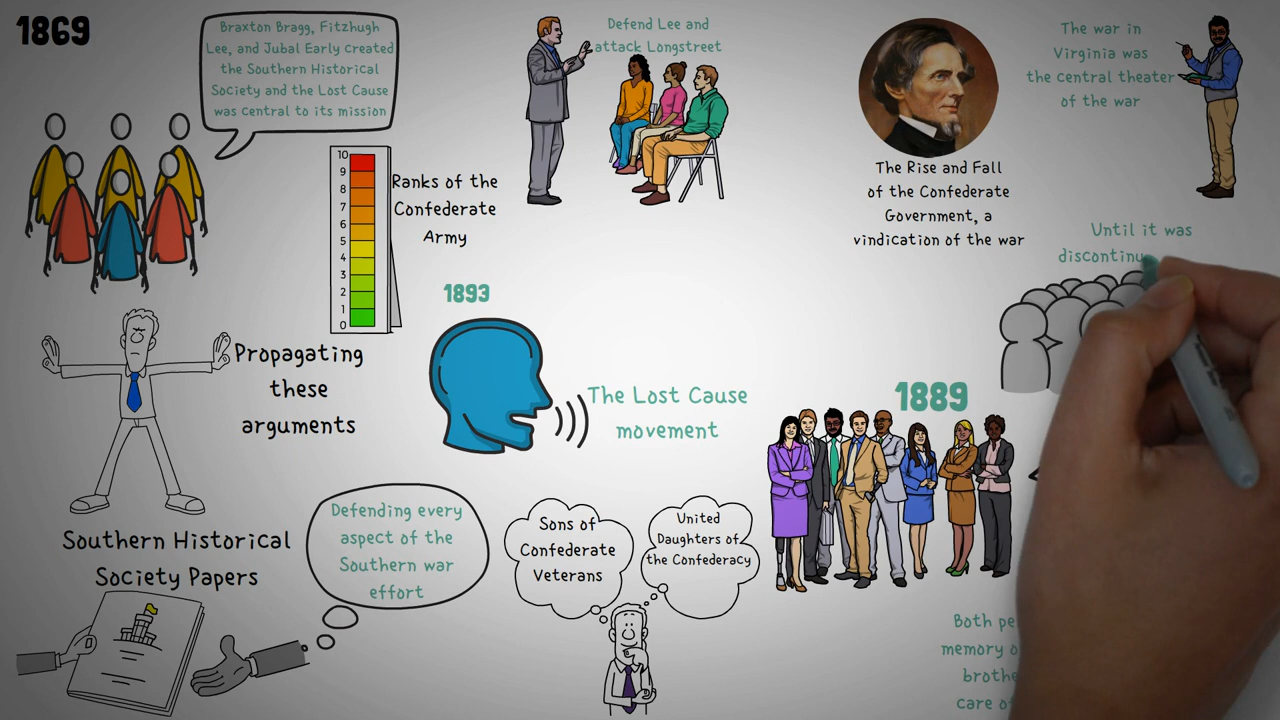 1869
Braxton Bragg, Fitzhugh
Lee, and Jubal Early created
the Southern Historical
Society and the Lost Cause
was central to its mission
Defend Lee and
attack Longstreet
The war in
Virginia was
the central theater
of the war
10
9
8
7
6
5
4
3
2
1
0
Ranks of the
Confederate
Army
The Rise and Fall
of the Confederate
Government, a
vindication of the war
Until it was
1893
Propagating
these
arguments
The Lost Cause
movement
1889
Southern Historical
Society Papers
Defending every
aspect of the
Southern war
effort
Sons of
Confederate
Veterans
United
Daughters of
the Confederacy
Both
memory
care